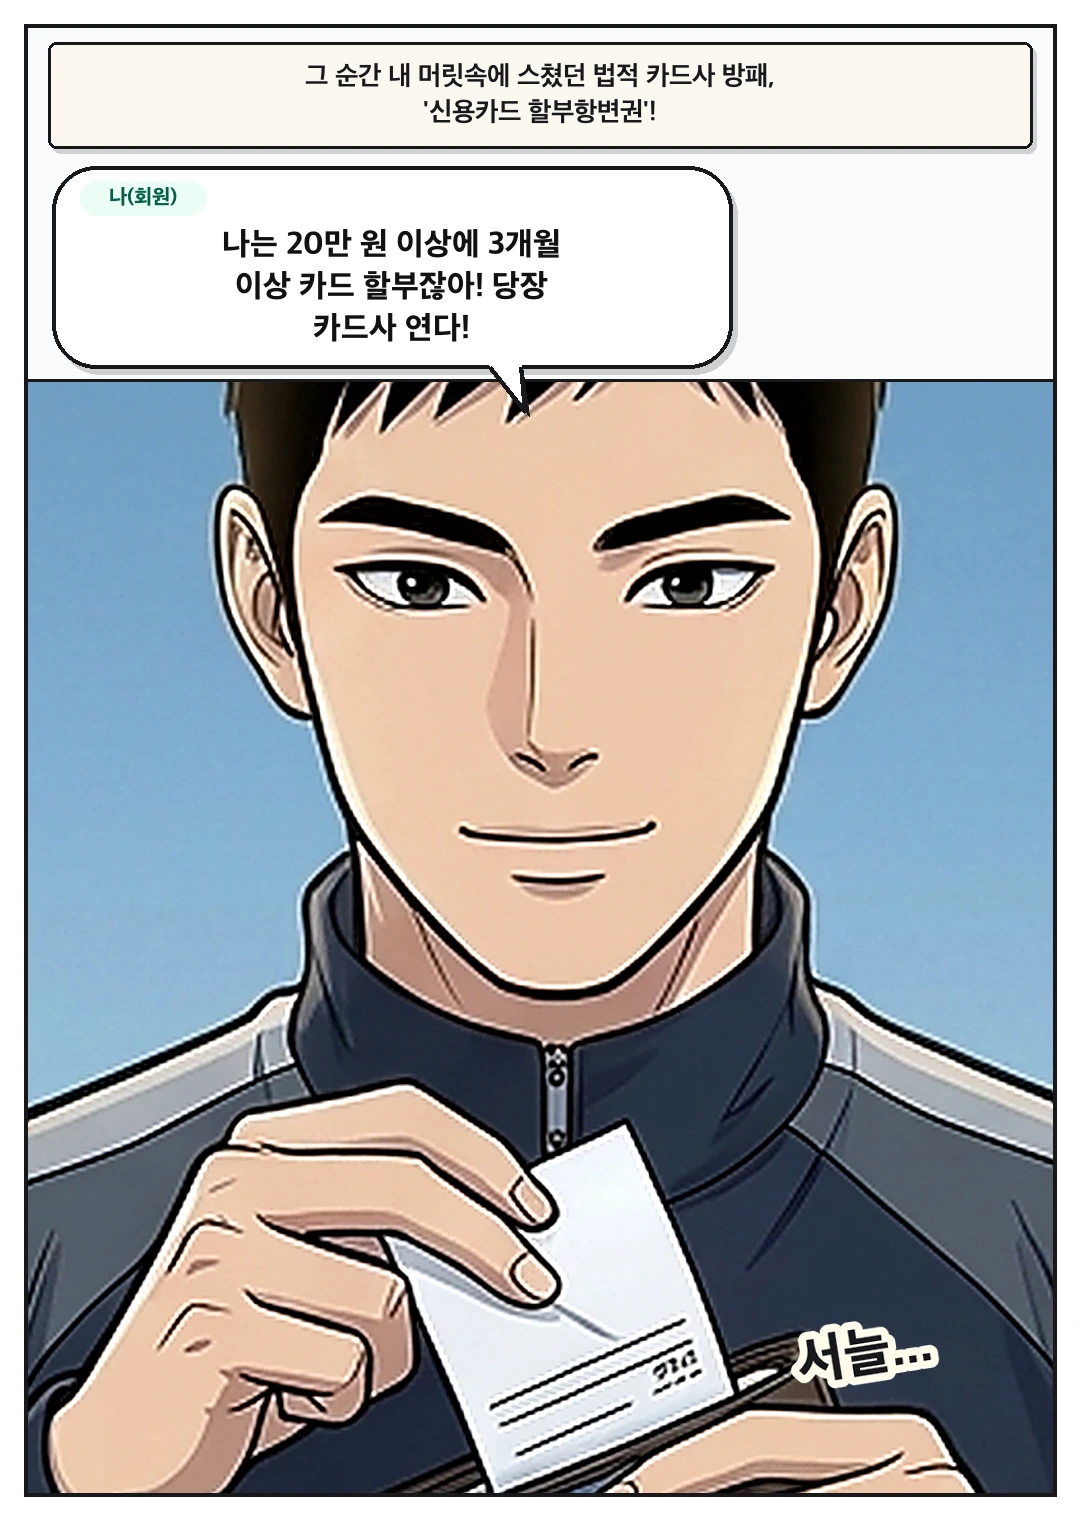 그 순간 내 머릿속에 스쳤던 법적 카드사 방패,
'신용카드 할부항변권'!
나(회원)
나는 20만 원 이상에 3개월
이상 카드 할부잖아! 당장
카드사 연다!
서늘...